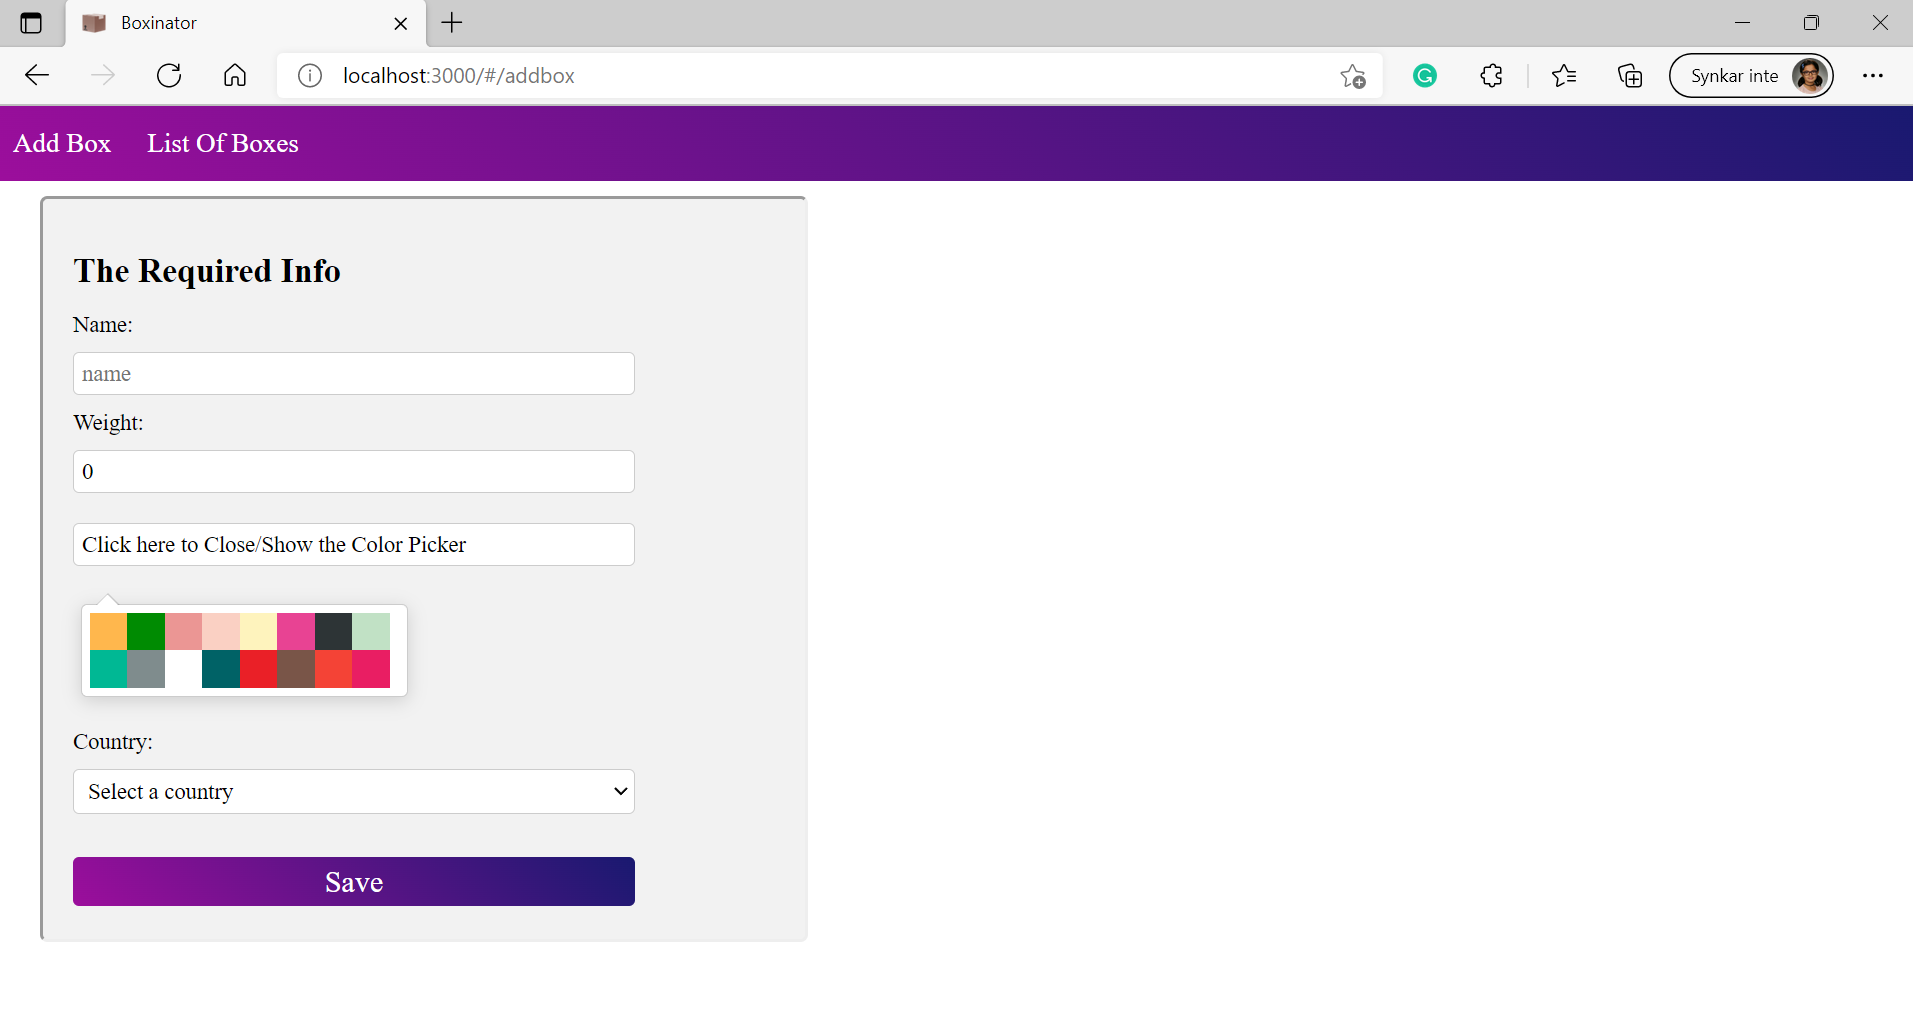 Boxinator
localhost:3000/#/addbox
Synkar inte
Add Box List Of Boxes
The Required Info
Name:
name
Weight:
0
Click here to Close/Show the Color Picker
Country:
Select a country
Save